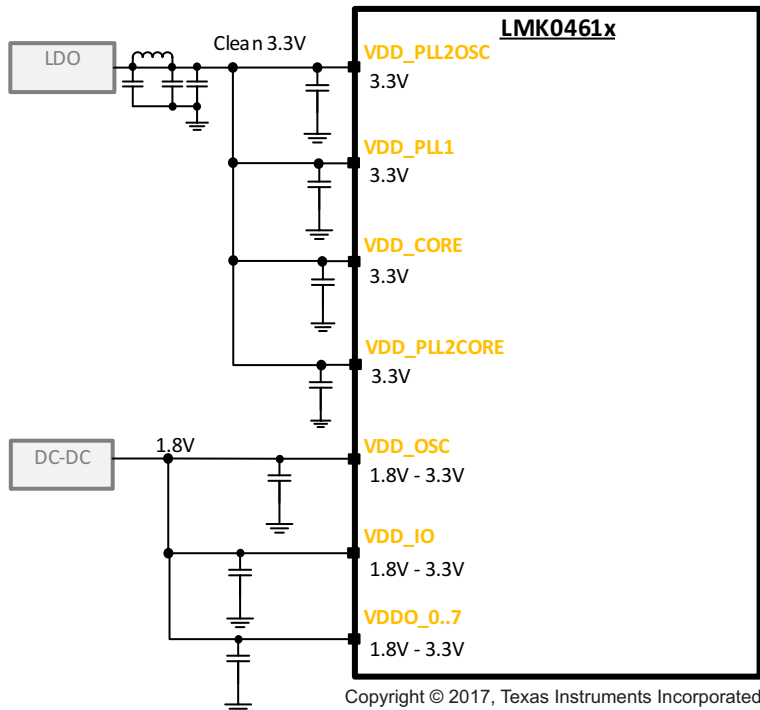 LMK0461x
LDO
Clean 3.3V
VDD_PLL2OSC
3.3V
VDD_PLL1
3.3V
VDD_CORE
3.3V
VDD_PLL2CORE
3.3V
DC-DC
1.8V
VDD_OSC
1.8V - 3.3V
VDD_IO
1.8V - 3.3V
VDDO_0..7
1.8V - 3.3V
Copyright © 2017, Texas Instruments Incorporated